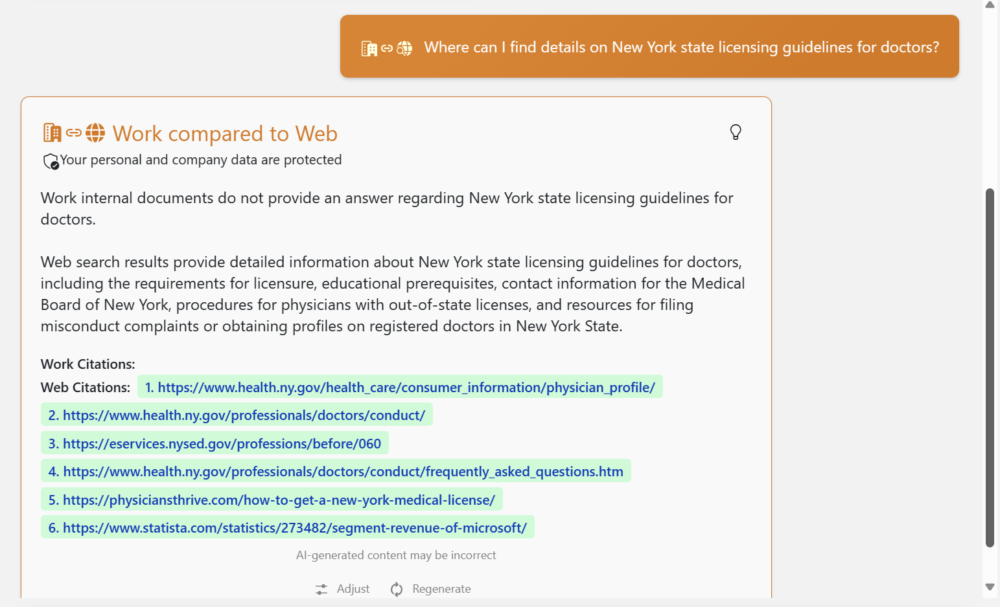 Where can I find details on New York state licensing guidelines for doctors?
Work compared to Web
Your personal and company data are protected
Work internal documents do not provide an answer regarding New York state licensing guidelines for
doctors.
Web search results provide detailed information about New York state licensing guidelines for doctors,
including the requirements for licensure, educational prerequisites, contact information for the Medical
Board of New York, procedures for physicians with out-of-state licenses, and resources for filing
misconduct complaints or obtaining profiles on registered doctors in New York State.
Work Citations:
Web Citations: 1. https://www.health.ny.gov/health_care/consumer_information/physician_profile/
2. https://www.health.ny.gov/professionals/doctors/conduct/
3. https://eservices.nysed.gov/professions/before/060
4. https://www.health.ny.gov/professionals/doctors/conduct/frequently_asked_questions.htm
5. https://physiciansthrive.com/how-to-get-a-new-york-medical-license/
6. https://www.statista.com/statistics/273482/segment-revenue-of-microsoft/
AI-generated content may be incorrect
Adjust Regenerate